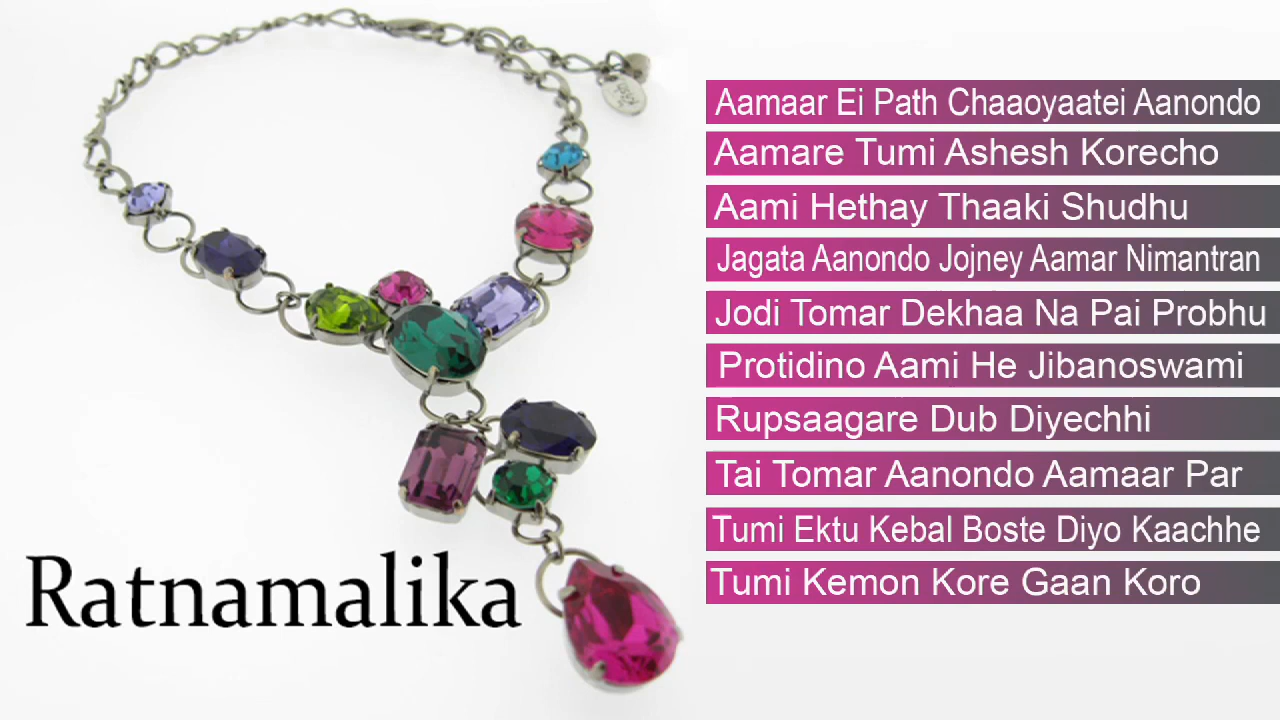 Aamaar Ei Path Chaaoyaatei Aanondo
Aamare Tumi Ashesh Korecho
Aami Hethay Thaaki Shudhu
Jagata Aanondo Jojney Aamar Nimantran
Jodi Tomar Dekhaa Na Pai Probhu
Protidino Aami He Jibanoswami
Rupsaagare Dub Diyechhi
Tai Tomar Aanondo Aamaar Par
Tumi Ektu Kebal Boste Diyo Kaachhe
Tumi Kemon Kore Gaan Koro
Ratnamalika